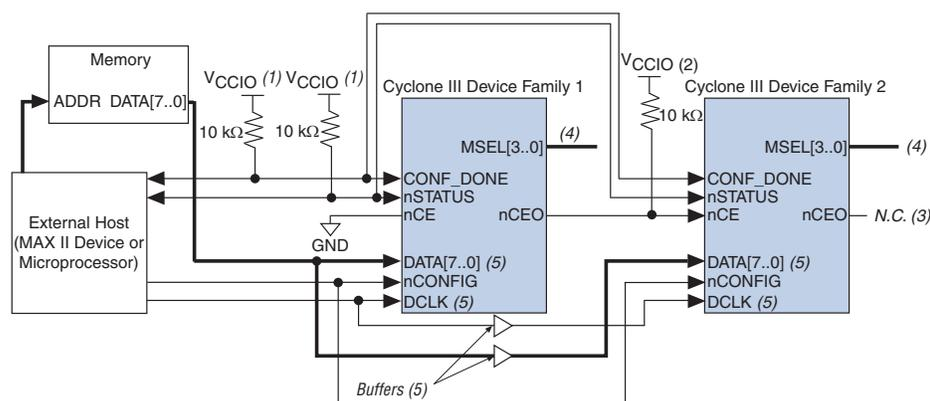 Memory
ADDR DATA[7..0]
VCCIO (1) VCCIO (1)
10 kΩ
10 kΩ
VCCIO (2)
10 kΩ
Cyclone III Device Family 1
MSEL[3..0]
(4)
CONF_DONE
nSTATUS
nCE
nCEO
DATA[7..0] (5)
nCONFIG
DCLK (5)
GND
Cyclone III Device Family 2
MSEL[3..0]
(4)
CONF_DONE
nSTATUS
nCE
nCEO
N.C. (3)
DATA[7..0] (5)
nCONFIG
DCLK (5)
External Host
(MAX II Device or
Microprocessor)
Buffers (5)